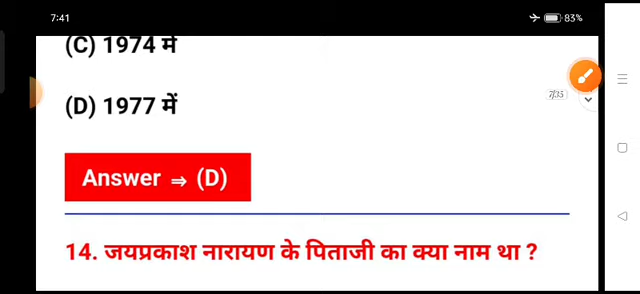 7:41
83%
(C) 1974 में
7/35
(D) 1977 में
Answer ⇒ (D)
14. जयप्रकाश नारायण के पिताजी का क्या नाम था ?